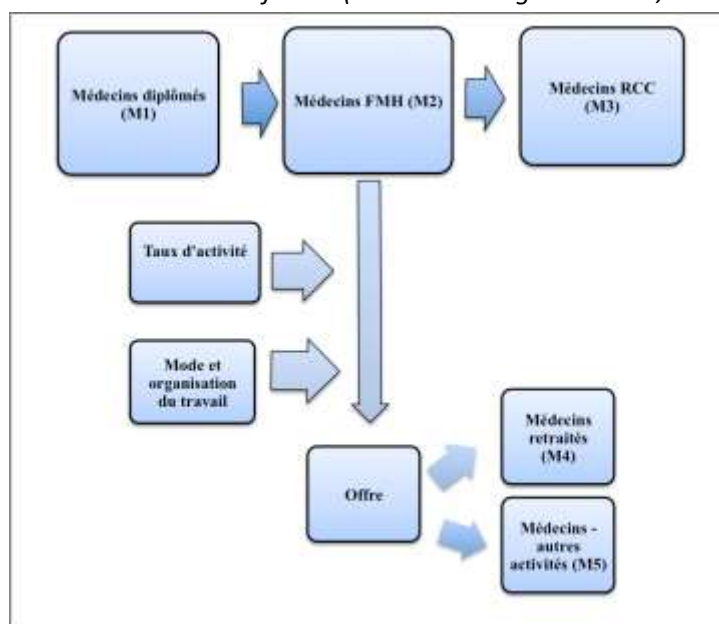 Médecins diplômés
(M1)
Médecins FMH (M2)
Médecins RCC
(M3)
Taux d'activité
Mode et
organisation
du travail
Médecins
retraités
(M4)
Offre
Médecins -
autres
activités (M5)